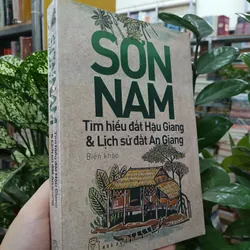 SƠN
NAM
Tìm hiểu đất Hậu Giang
& Lịch sử đất An Giang
Biên khảo